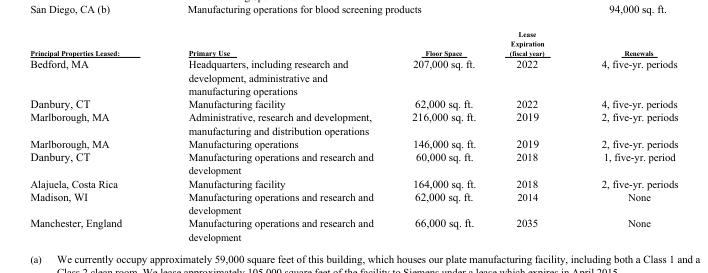 San Diego, CA (b) Manufacturing operations for blood screening products 94,000 sq. ft.
Lease
Expiration
Principal Properties Leased: Primary Use Floor Space (fiscal year) Renewals
Bedford, MA Headquarters, including research and 207,000 sq. ft. 2022 4, five-yr. periods
development, administrative and
manufacturing operations
Danbury, CT Manufacturing facility 62,000 sq. ft. 2022 4, five-yr. periods
Marlborough, MA Administrative, research and development, 216,000 sq. ft. 2019 2, five-yr. periods
manufacturing and distribution operations
Marlborough, MA Manufacturing operations 146,000 sq. ft. 2019 2, five-yr. periods
Danbury, CT Manufacturing operations and research and 60,000 sq. ft. 2018 1, five-yr. period
development
Alajuela, Costa Rica Manufacturing facility 164,000 sq. ft. 2018 2, five-yr. periods
Madison, WI Manufacturing operations and research and 62,000 sq. ft. 2014 None
development
Manchester, England Manufacturing operations and research and 66,000 sq. ft. 2035 None
development
(a) We currently occupy approximately 59,000 square feet of this building, which houses our plate manufacturing facility, including both a Class 1 and a
Class 2 clean room. We lease approximately 105,000 square feet of the facility to Siemens under a lease which expires in April 2015.